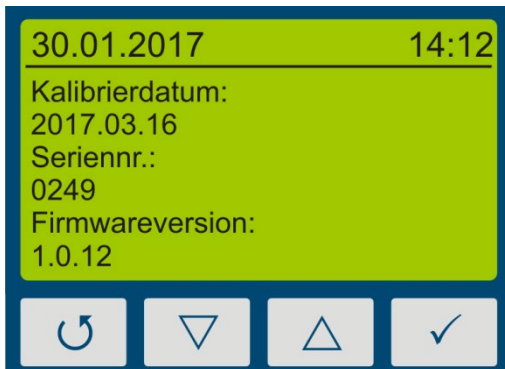 30.01.2017 14:12
Kalibrierdatum:
2017.03.16
Seriennr.:
0249
Firmwareversion:
1.0.12